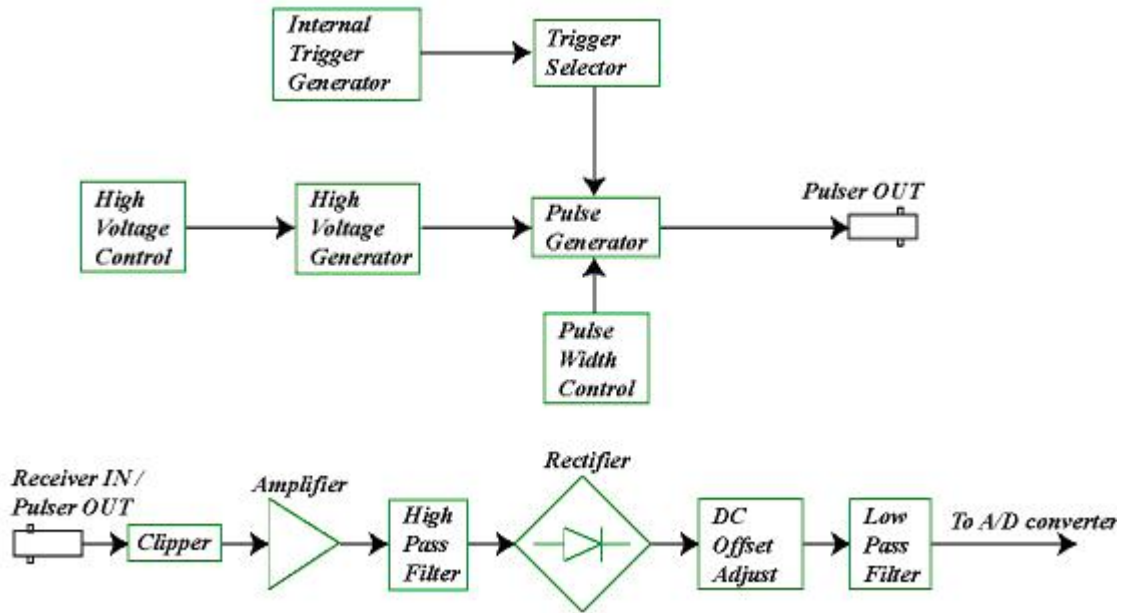 Internal
Trigger
Generator
Trigger
Selector
High
Voltage
Control
High
Voltage
Generator
Pulse
Generator
Pulser OUT
Pulse
Width
Control
Receiver IN /
Pulser OUT
Clipper
Amplifier
High
Pass
Filter
Rectifier
DC
Offset
Adjust
Low
Pass
Filter
To A/D converter